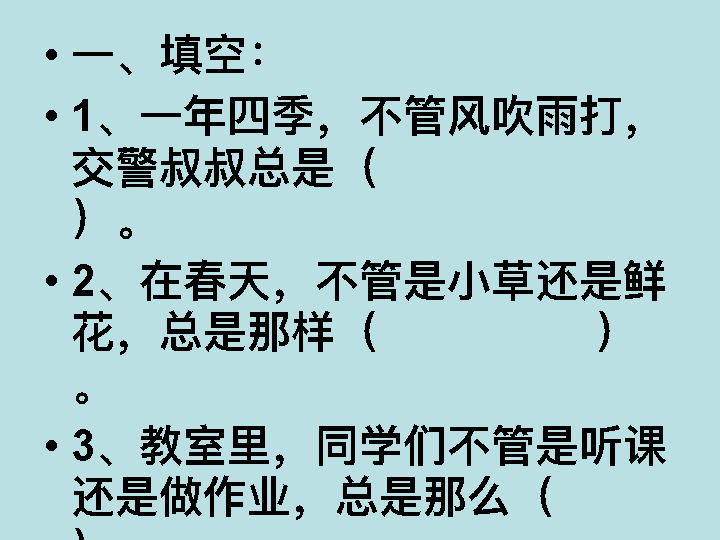 • 一、填空：
• 1、一年四季，不管风吹雨打，
交警叔叔总是（
）。
• 2、在春天，不管是小草还是鲜
花，总是那样（ ）
。
• 3、教室里，同学们不管是听课
还是做作业，总是那么（
）